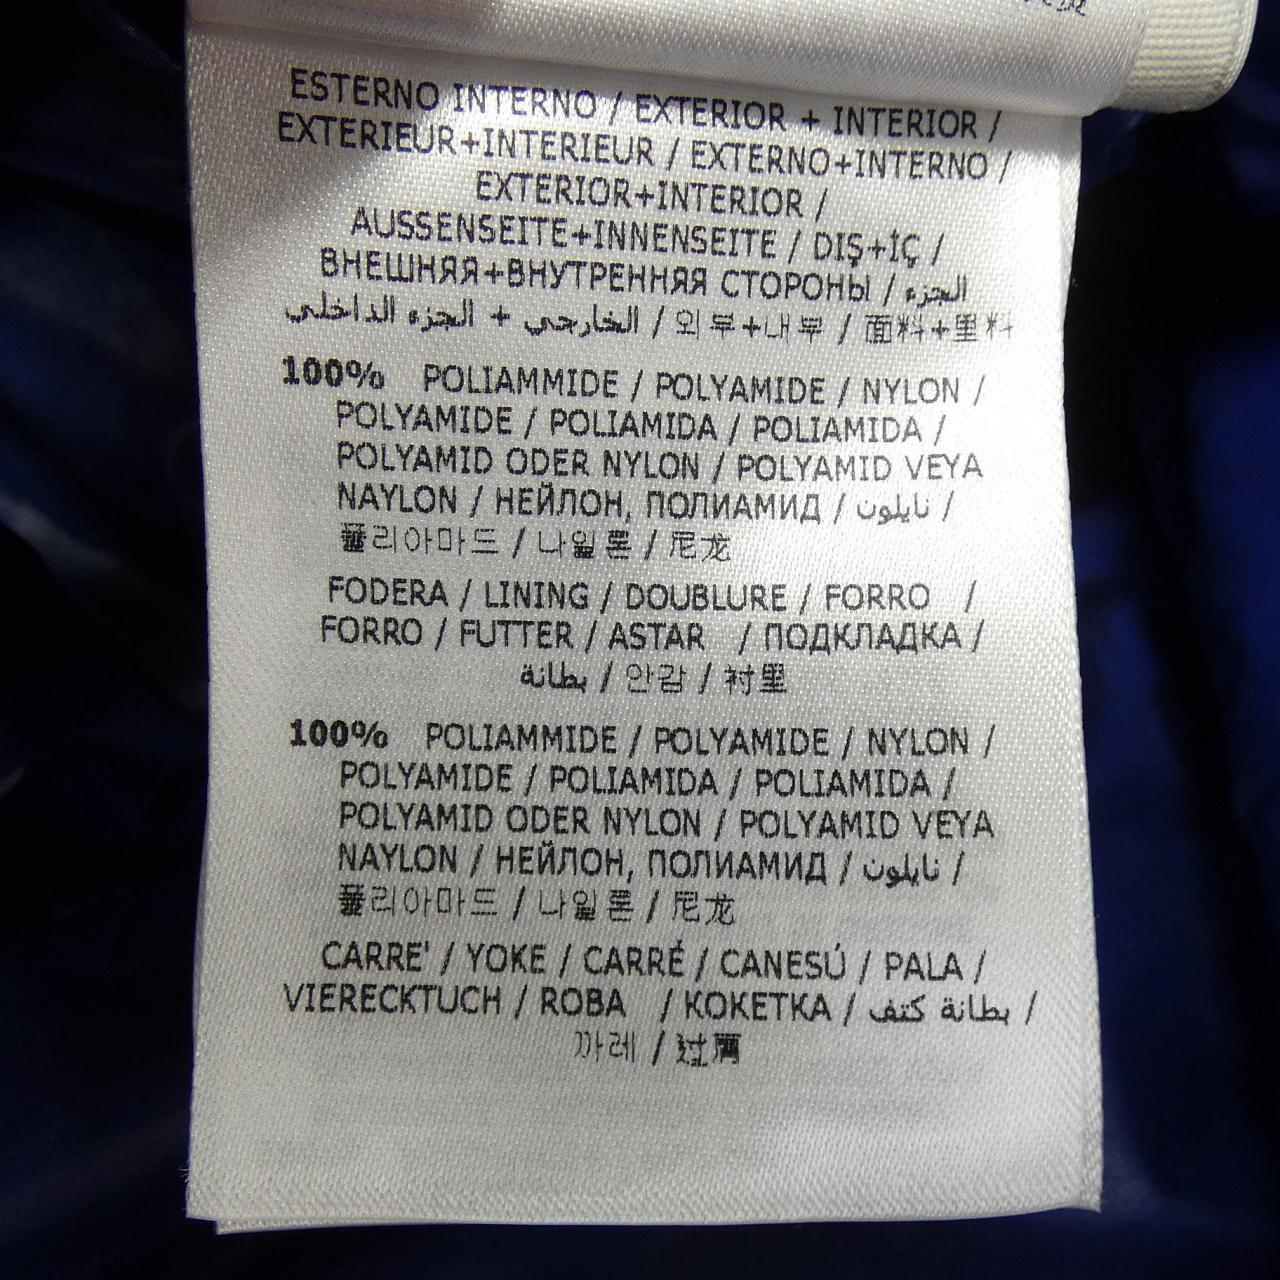 ESTERNO INTERNO / EXTERIOR + INTERIOR /
EXTERIEUR+INTERIEUR / EXTERNO+INTERNO /
EXTERIOR+INTERIOR /
AUSSENSEITE+INNENSEITE / DIŞ+İÇ /
ВНЕШНЯЯ+ВНУТРЕННЯЯ СТОРОНЫ / الجزء
الخارجي + الجزء الداخلي / 외부+내부 / 面料+里料
100% POLIAMMIDE / POLYAMIDE / NYLON /
POLYAMIDE / POLIAMIDA / POLIAMIDA /
POLYAMID ODER NYLON / POLYAMID VEYA
NAYLON / НЕЙЛОН, ПОЛИАМИД / نايلون /
폴리아마드 / 나일론 / 尼龙
FODERA / LINING / DOUBLURE / FORRO /
FORRO / FUTTER / ASTAR / ПОДКЛАДКА /
بطانة / 안감 / 衬里
100% POLIAMMIDE / POLYAMIDE / NYLON /
POLYAMIDE / POLIAMIDA / POLIAMIDA /
POLYAMID ODER NYLON / POLYAMID VEYA
NAYLON / НЕЙЛОН, ПОЛИАМИД / نايلون /
폴리아마드 / 나일론 / 尼龙
CARRE' / YOKE / CARRÉ / CANESÚ / PALA /
VIERECKTUCH / ROBA / КОКЕТКА / بطانة كتف /
까레 / 过肩